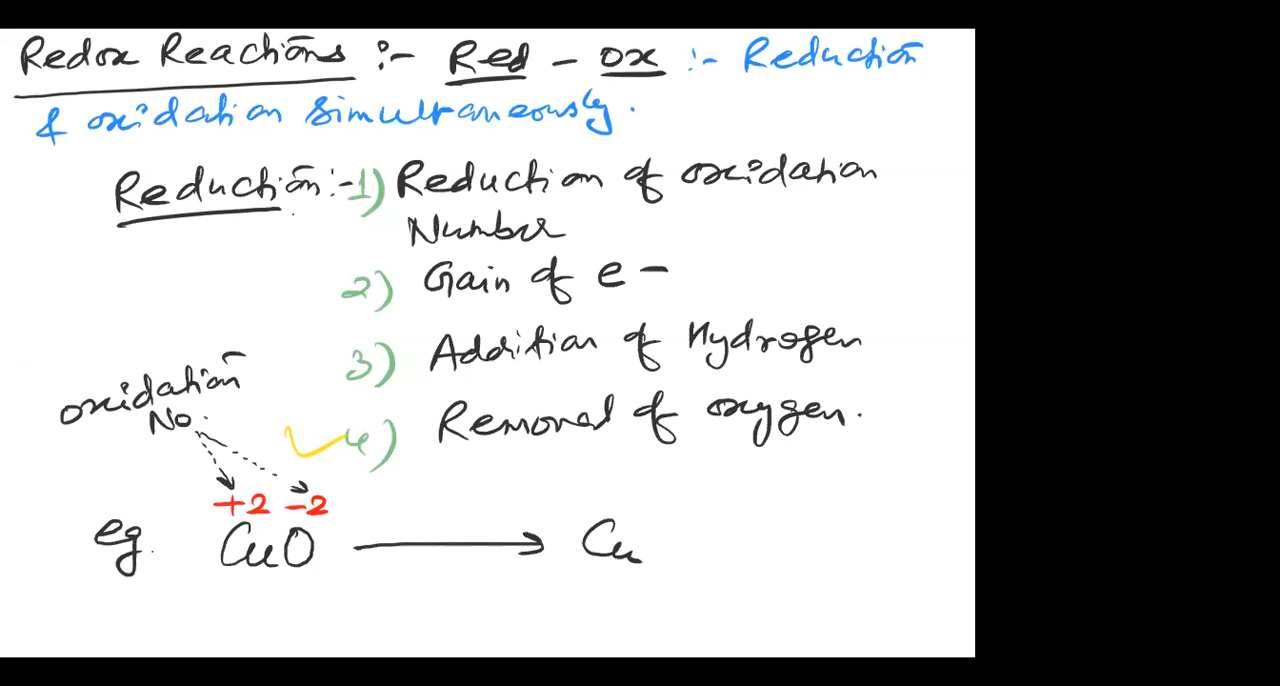 Redox Reactions :- Red - ox :- Reduction
& oxidation simultaneously.
Reduction :- 1) Reduction of oxidation
Number
2) Gain of e-
3) Addition of Hydrogen
4) Removal of oxygen.
oxidation
No.
+2 -2
eg. CuO → Cu